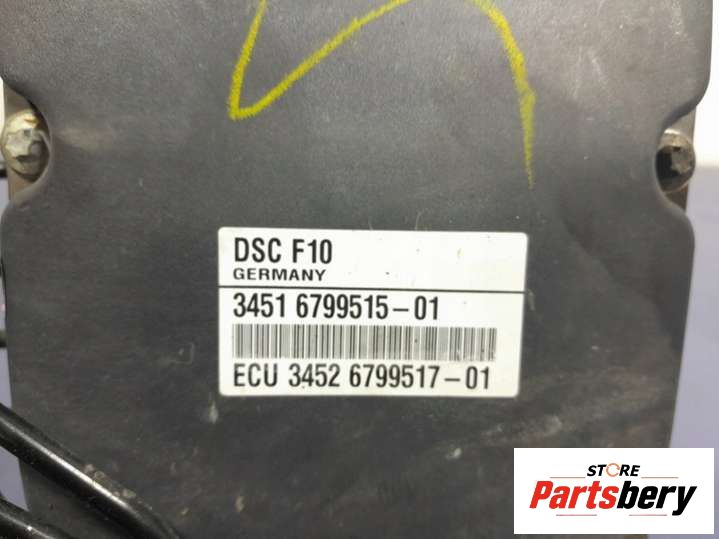 DSC F10
GERMANY
3451 6799515-01
ECU 3452 6799517-01
STORE
Partsbery